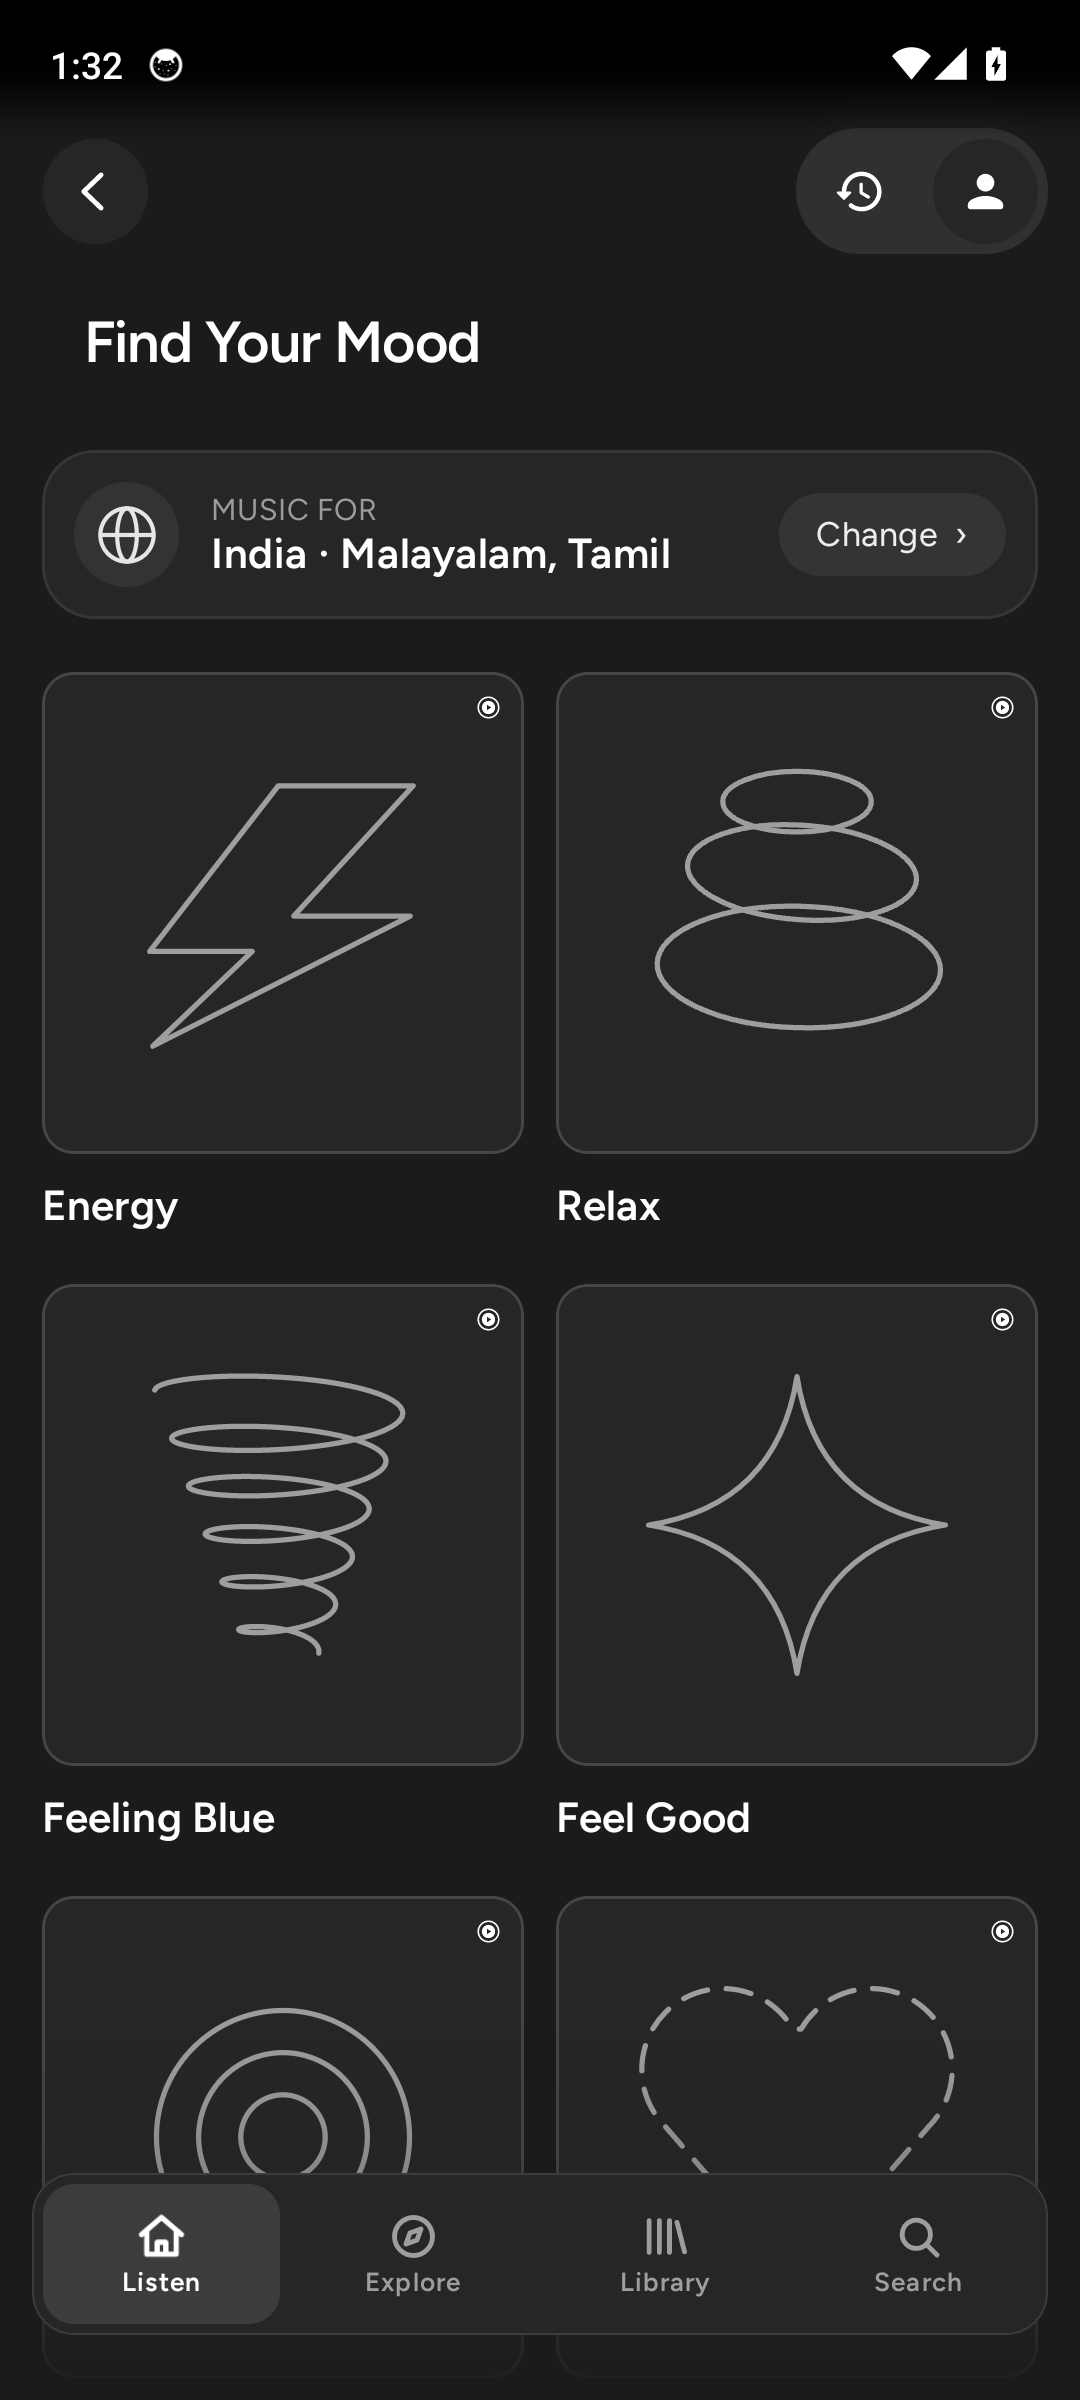 1:32
Find Your Mood
MUSIC FOR
India · Malayalam, Tamil
Change ›
Energy
Relax
Feeling Blue
Feel Good
Listen
Explore
Library
Search